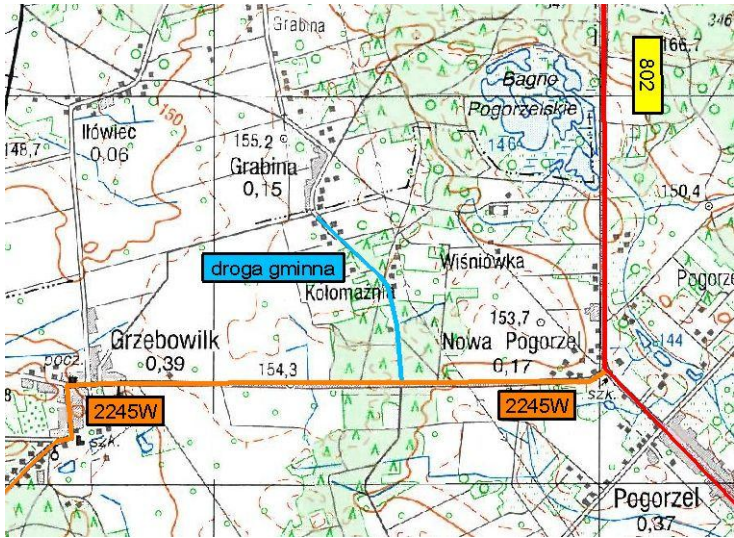 Grabina
346
166,7
802
Bagno
Pogorzelskie
150
Iłówiec
0,06
155,2
146
148,7
Grabina
0,15
150,4
droga gminna
Wiśniówka
Kołomaźnia
Pogorze
Grzebowilk
0,39
153,7
Nowa Pogorzel
0,17
144
pocz.
154,3
8
2245W
2245W
szk.
szk.
Pogorzel
0,37